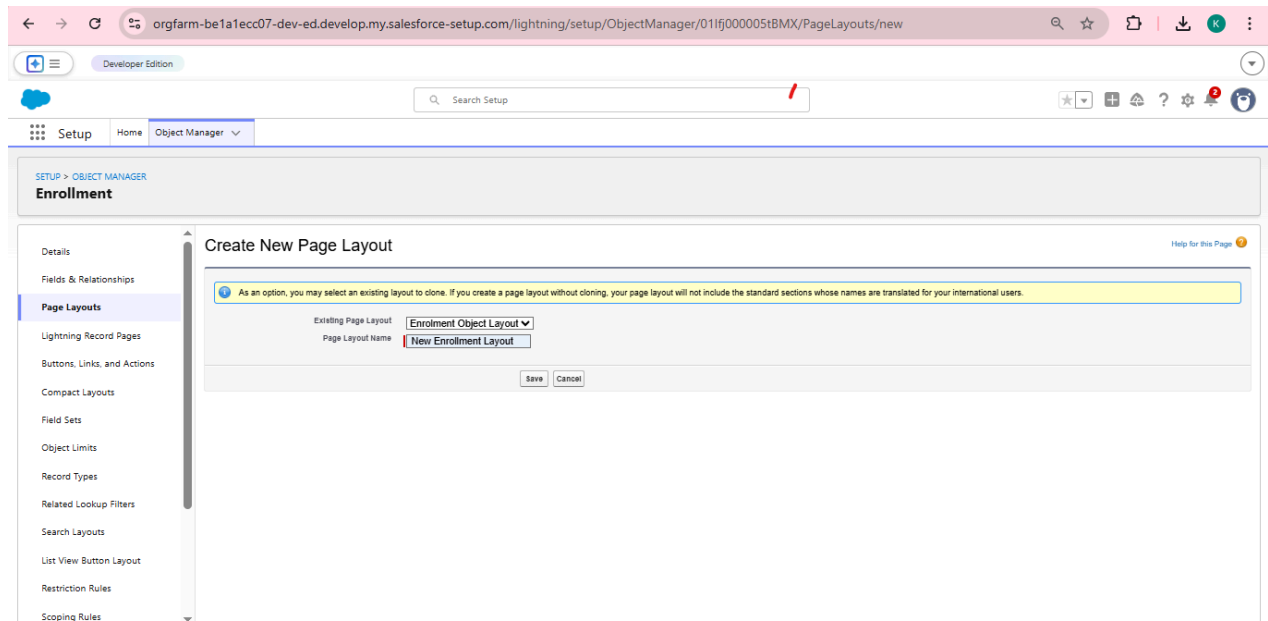 orgfarm-be1a1ecc07-dev-ed.develop.my.salesforce-setup.com/lightning/setup/ObjectManager/01Ifj000005tBMX/PageLayouts/new
K
Developer Edition
Search Setup
2
Setup Home Object Manager
SETUP > OBJECT MANAGER
Enrollment
Details
Fields & Relationships
Page Layouts
Lightning Record Pages
Buttons, Links, and Actions
Compact Layouts
Field Sets
Object Limits
Record Types
Related Lookup Filters
Search Layouts
List View Button Layout
Restriction Rules
Scoping Rules
Create New Page Layout
Help for this Page
As an option, you may select an existing layout to clone. If you create a page layout without cloning, your page layout will not include the standard sections whose names are translated for your international users.
Existing Page Layout Enrolment Object Layout
Page Layout Name New Enrollment Layout
Save Cancel